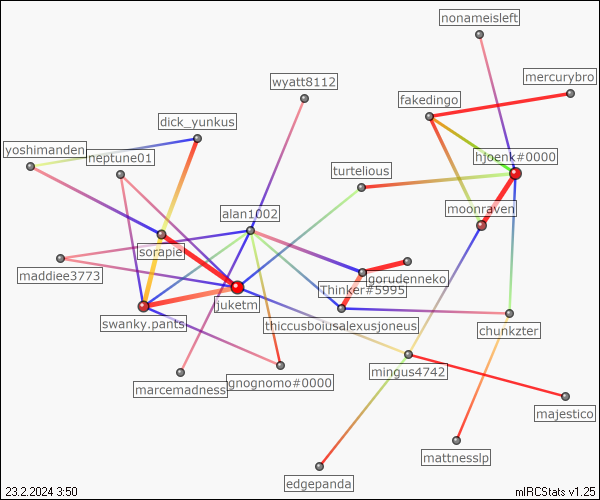 nonameisleft
mercurybro
wyatt8112
fakedingo
dick_yunkus
yoshimanden
neptune01
hjoenk#0000
turtelious
alan1002
moonraven
sorapie
maddiee3773
gorudenneko
Thinker#5995
juketm
swanky.pants
thiccusboiusalexusjoneus
chunkzter
mingus4742
marcemadness
gnognomo#0000
majestico
mattnesslp
edgepanda
23.2.2024 3:50
mIRCStats v1.25